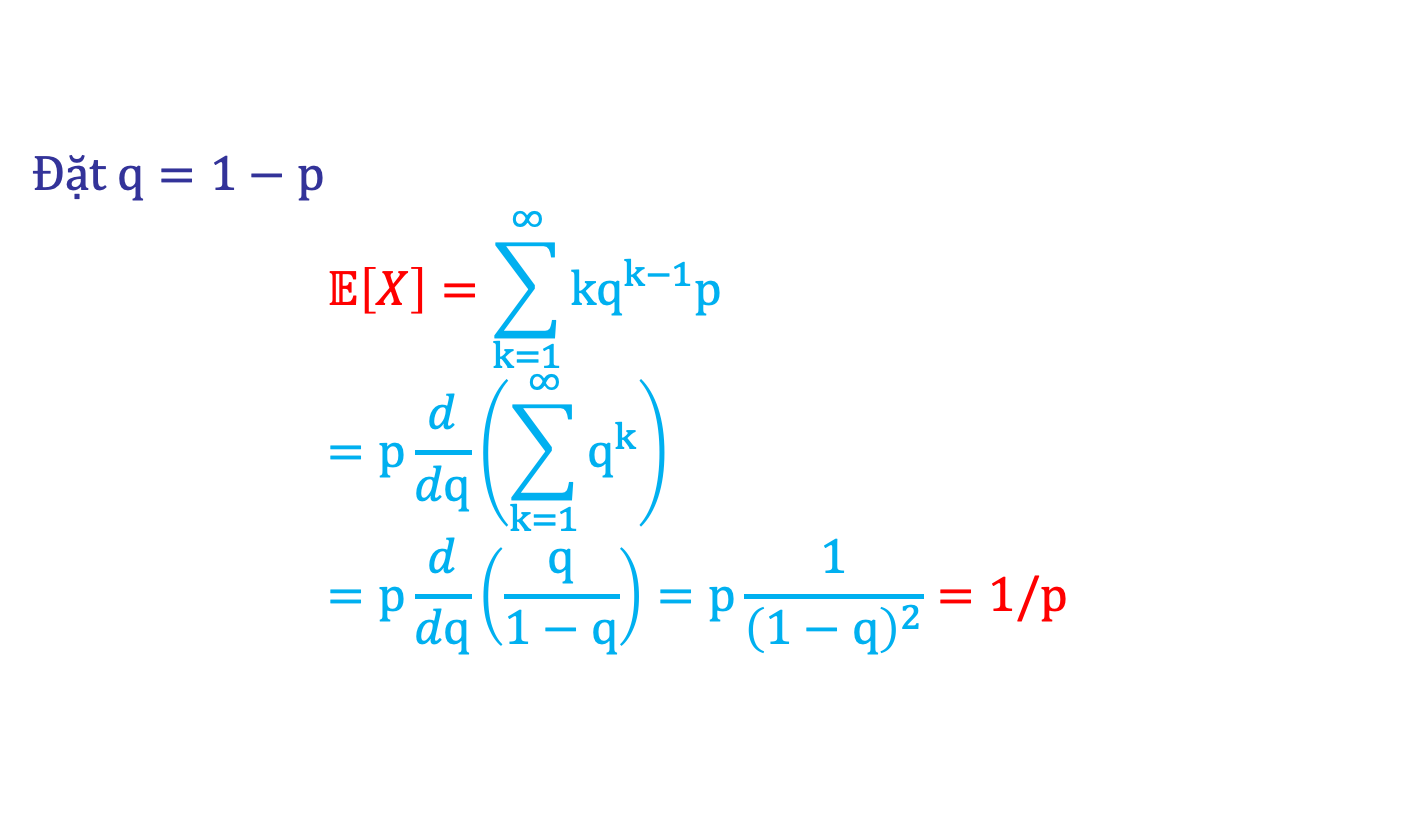 Đặt q = 1 − p
𝔼[X] = ∑_{k=1}^{∞} kq^{k−1}p
= p d/dq (∑_{k=1}^{∞} q^k)
= p d/dq (q/(1 − q)) = p 1/(1 − q)² = 1/p